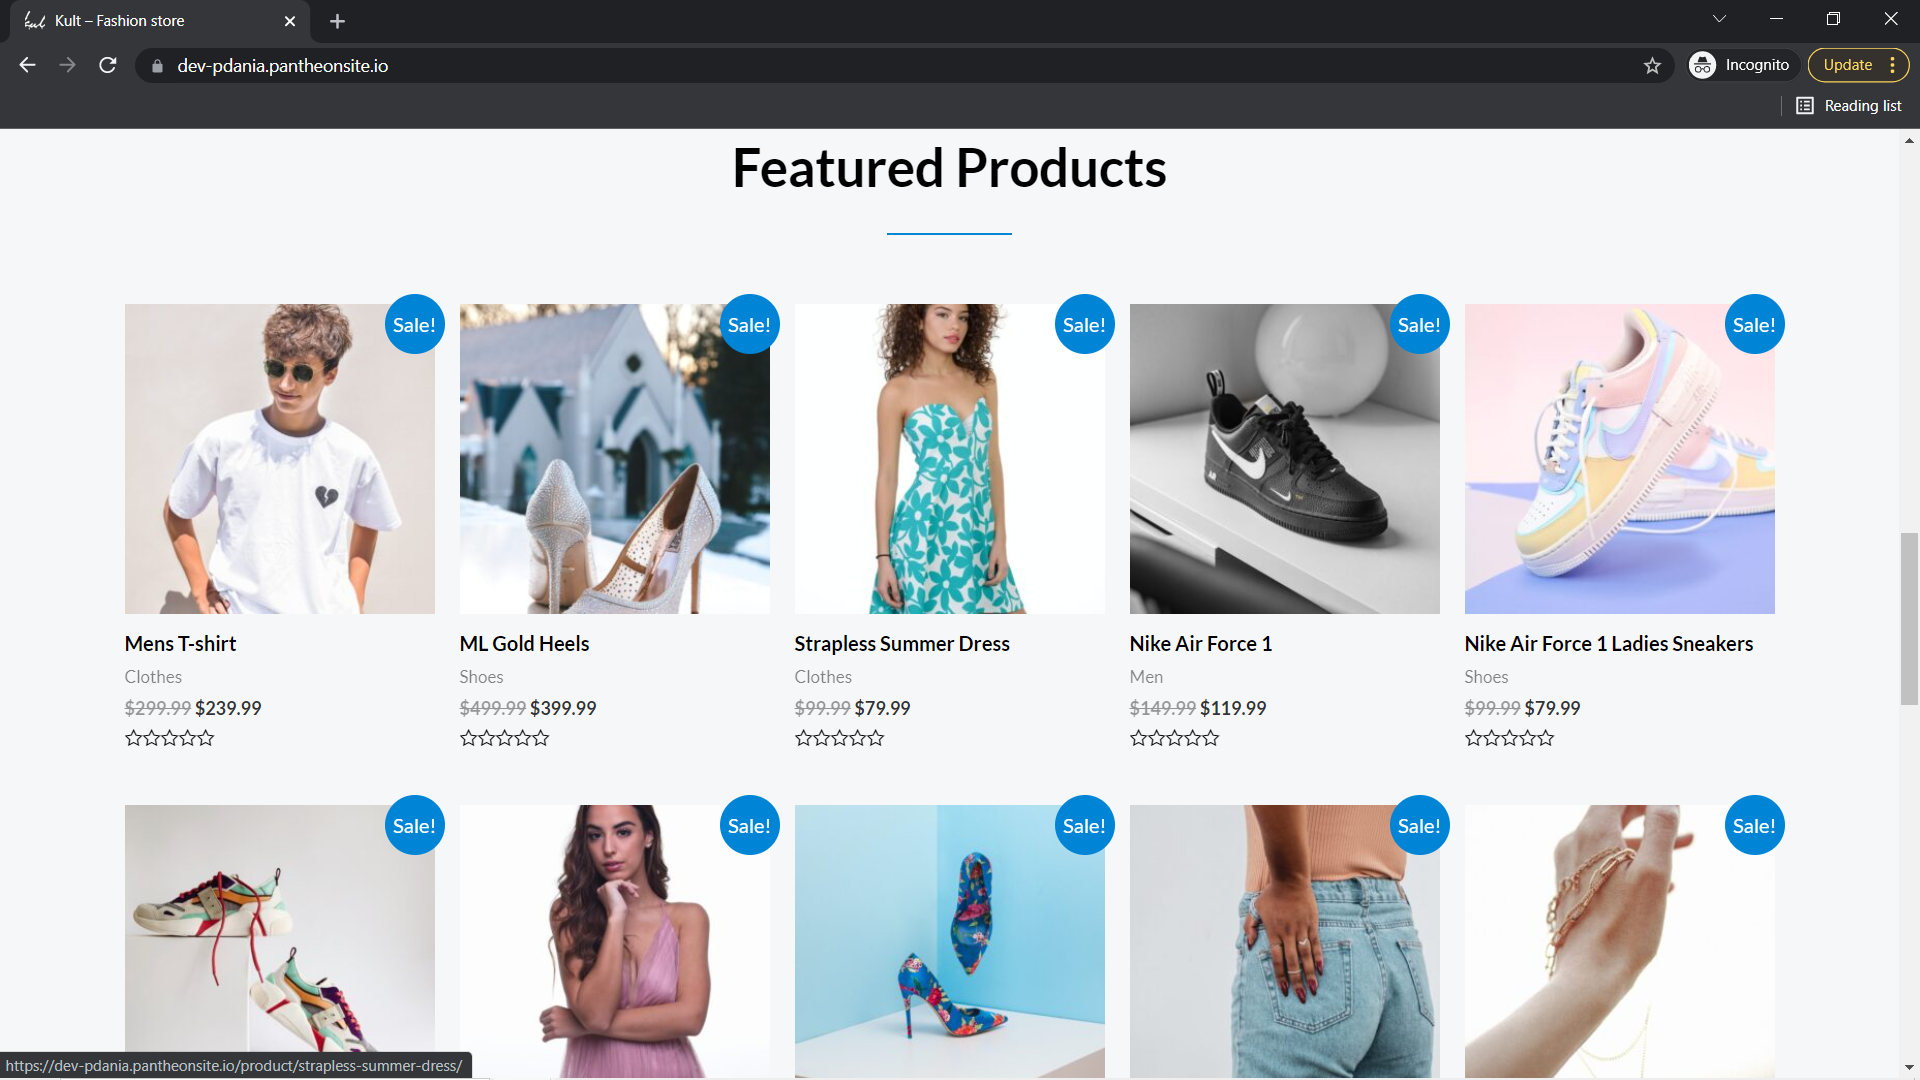 Kult – Fashion store
dev-pdania.pantheonsite.io
Incognito
Update
Reading list
Featured Products
Sale! Sale! Sale! Sale! Sale!
Mens T-shirt ML Gold Heels Strapless Summer Dress Nike Air Force 1 Nike Air Force 1 Ladies Sneakers
Clothes Shoes Clothes Men Shoes
$299.99 $239.99 $499.99 $399.99 $99.99 $79.99 $149.99 $119.99 $99.99 $79.99
Sale! Sale! Sale! Sale! Sale!
https://dev-pdania.pantheonsite.io/product/strapless-summer-dress/